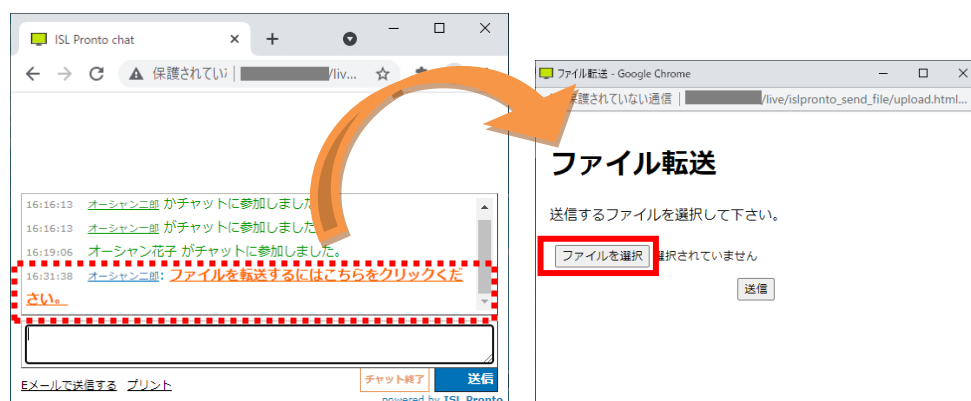 ISL Pronto chat
保護されてい
/liv...
16:16:13 オーシャン二郎 がチャットに参加しました
16:16:13 オーシャン二郎 がチャットに参加しました
16:19:06 オーシャン花子 がチャットに参加しました。
16:31:38 オーシャン二郎: ファイルを転送するにはこちらをクリックくだ
さい。
Eメールで送信する プリント
チャット終了
送信
powered by ISL Pronto
ファイル転送 - Google Chrome
保護されていない通信
/live/islpronto_send_file/upload.html...
ファイル転送
送信するファイルを選択して下さい。
ファイルを選択 選択されていません
送信